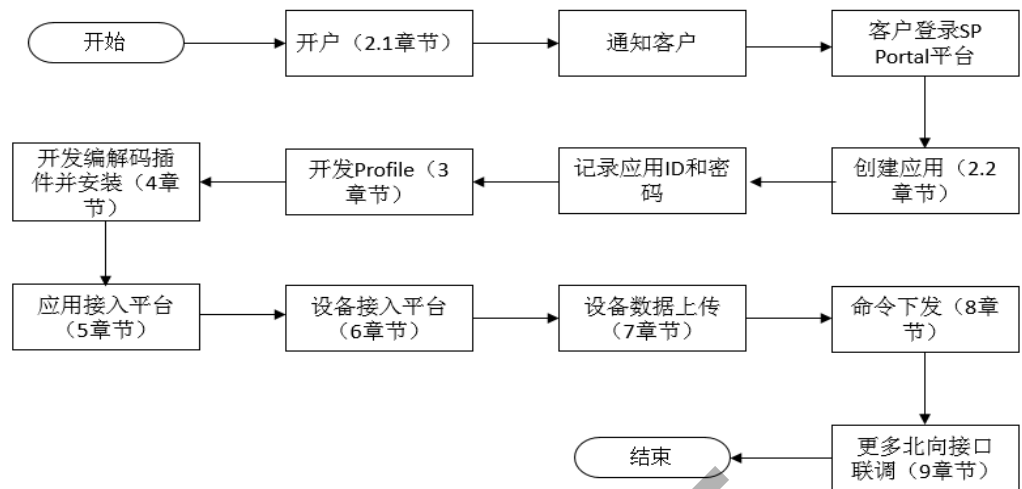 开始
开户（2.1章节）
通知客户
客户登录SP
Portal平台
创建应用（2.2
章节）
记录应用ID和密
码
开发Profile（3
章节）
开发编解码插
件并安装（4章
节）
应用接入平台
（5章节）
设备接入平台
（6章节）
设备数据上传
（7章节）
命令下发（8章
节）
更多北向接口
联调（9章节）
结束